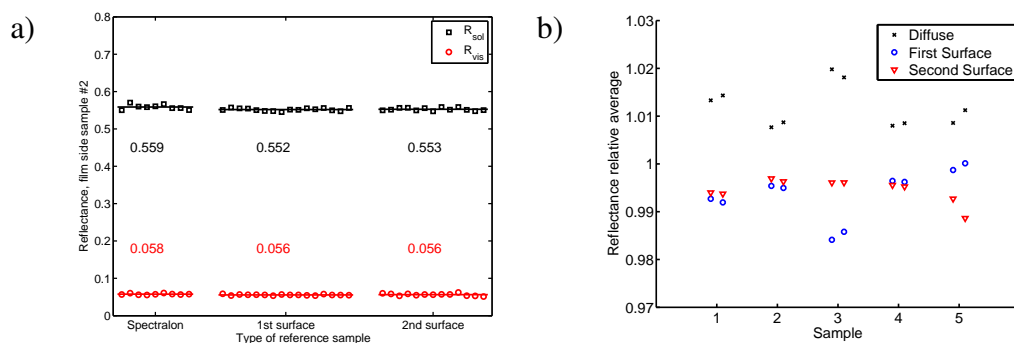 a)
Reflectance, film side sample #2
0.8
0.7
0.6
0.5
0.4
0.3
0.2
0.1
0
R_sol
R_vis
0.559
0.552
0.553
0.058
0.056
0.056
Spectralon
1st surface
2nd surface
Type of reference sample
b)
Reflectance relative average
1.03
1.02
1.01
1
0.99
0.98
0.97
Diffuse
First Surface
Second Surface
1
2
3
4
5
Sample